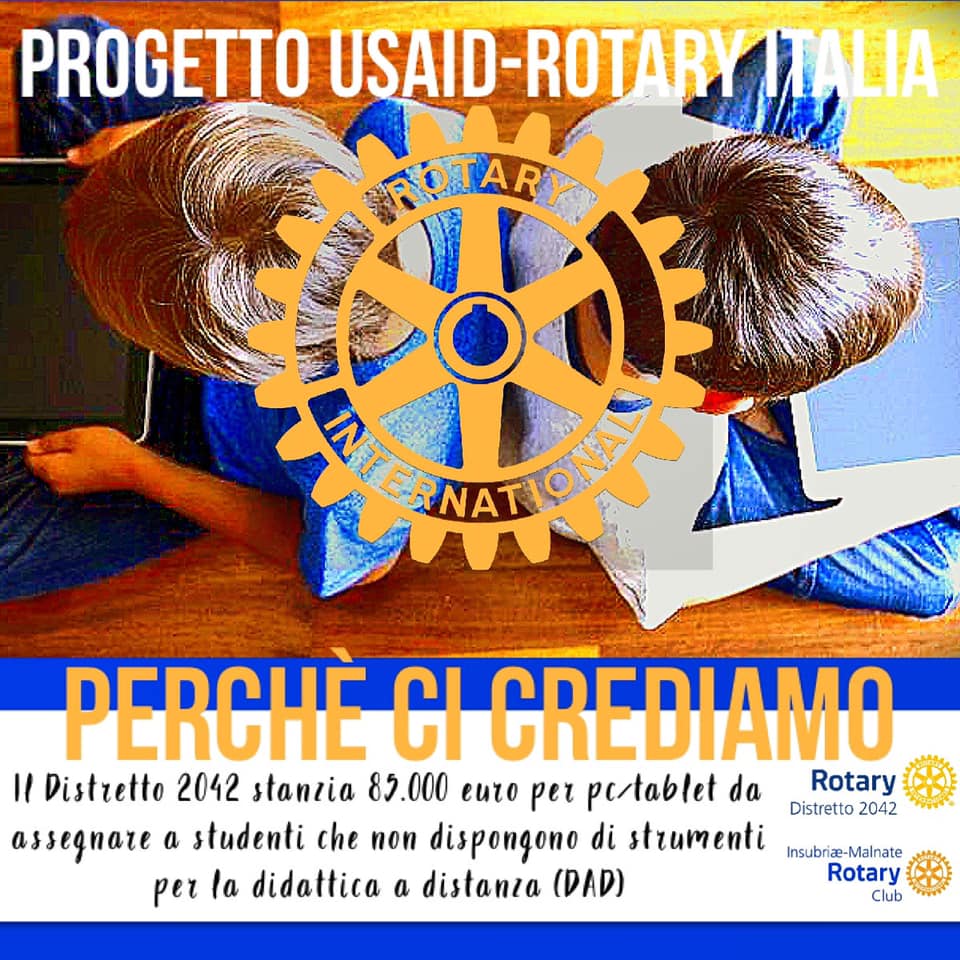 PROGETTO USAID-ROTARY ITALIA
ROTARY
INTERNATIONAL
PERCHÈ CI CREDIAMO
Il Distretto 2042 stanzia 85.000 euro per pc/tablet da
assegnare a studenti che non dispongono di strumenti
per la didattica a distanza (DAD)
Rotary
Distretto 2042
Insubriæ-Malnate
Rotary
Club